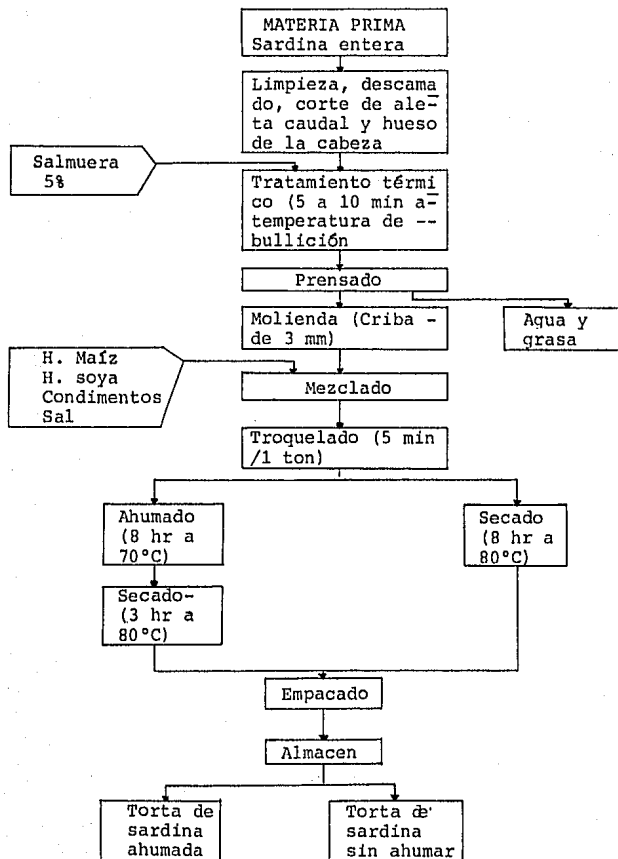 MATERIA PRIMA
Sardina entera
Limpieza, descama
do, corte de ale-
ta caudal y hueso
de la cabeza
Salmuera
5%
Tratamiento térmi
co (5 a 10 min a-
temperatura de --
bullición
Prensado
Molienda (Criba -
de 3 mm)
Agua y
grasa
H. Maíz
H. soya
Condimentos
Sal
Mezclado
Troquelado (5 min
/1 ton)
Ahumado
(8 hr a
70°C)
Secado
(8 hr a
80°C)
Secado-
(3 hr a
80°C)
Empacado
Almacen
Torta de
sardina
ahumada
Torta de
sardina
sin ahumar